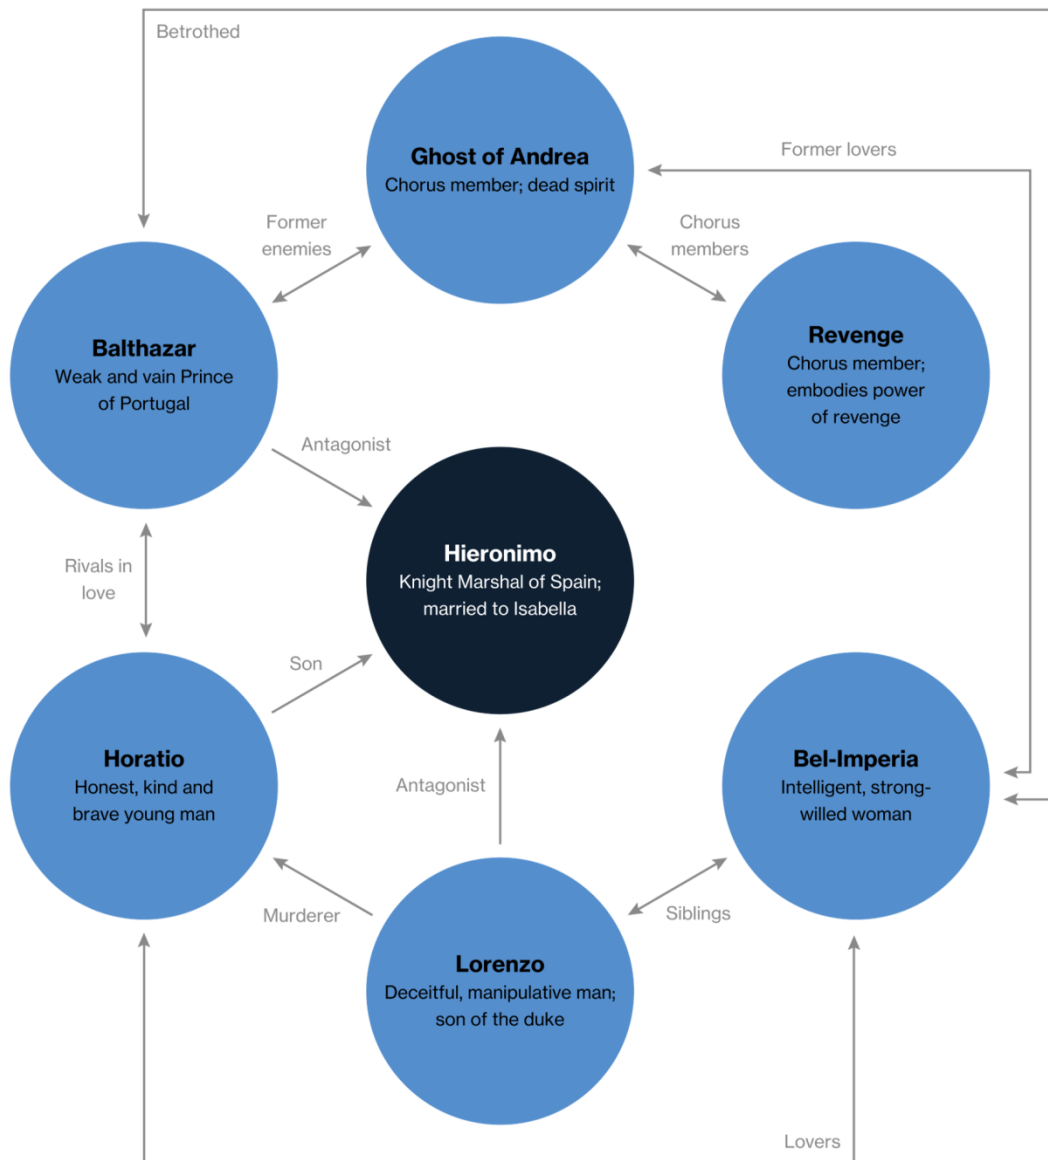 Betrothed
Ghost of Andrea
Chorus member; dead spirit
Former lovers
Former
enemies
Chorus
members
Balthazar
Weak and vain Prince
of Portugal
Revenge
Chorus member;
embodies power
of revenge
Antagonist
Hieronimo
Knight Marshal of Spain;
married to Isabella
Rivals in
love
Son
Horatio
Honest, kind and
brave young man
Antagonist
Bel-Imperia
Intelligent, strong-
willed woman
Murderer
Siblings
Lorenzo
Deceitful, manipulative man;
son of the duke
Lovers